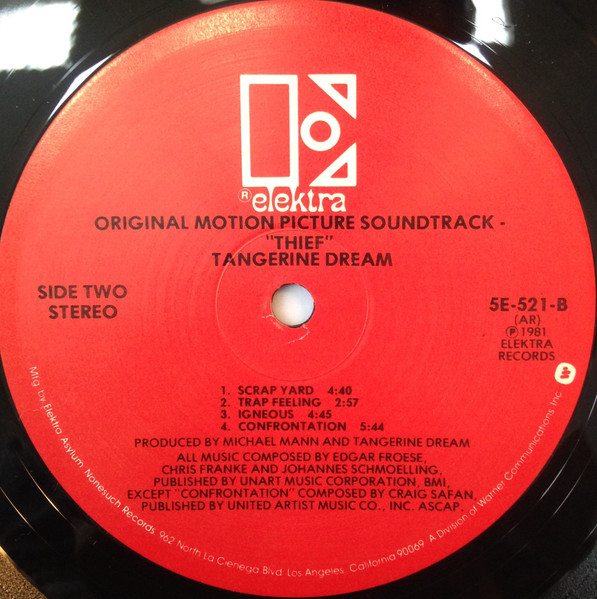 ® elektra
ORIGINAL MOTION PICTURE SOUNDTRACK -
"THIEF"
TANGERINE DREAM
SIDE TWO
STEREO
5E-521-B
(AR)
℗ 1981
ELEKTRA
RECORDS
1. SCRAP YARD 4:40
2. TRAP FEELING 2:57
3. IGNEOUS 4:45
4. CONFRONTATION 5:44
PRODUCED BY MICHAEL MANN AND TANGERINE DREAM
ALL MUSIC COMPOSED BY EDGAR FROESE,
CHRIS FRANKE AND JOHANNES SCHMOELLING,
PUBLISHED BY UNART MUSIC CORPORATION, BMI,
EXCEPT "CONFRONTATION" COMPOSED BY CRAIG SAFAN,
PUBLISHED BY UNITED ARTIST MUSIC CO., INC. ASCAP.
Mfg by Elektra Asylum Nonesuch Records, 962 North La Cienega Blvd. Los Angeles, California 90069 A Division of Warner Communications, Inc.